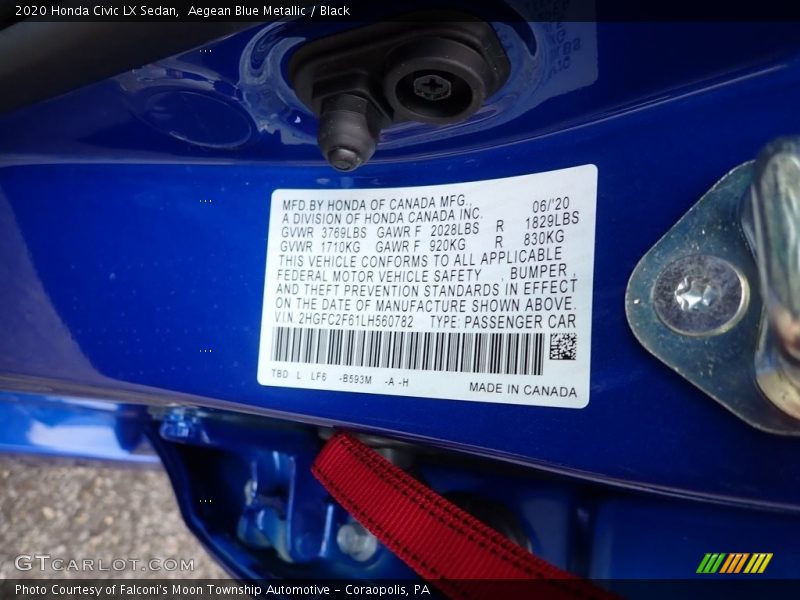 2020 Honda Civic LX Sedan,  Aegean Blue Metallic / Black
MFD.BY HONDA OF CANADA MFG., 06/'20
A DIVISION OF HONDA CANADA INC.
GVWR 3769LBS GAWR F 2028LBS R 1829LBS
GVWR 1710KG GAWR F 920KG R 830KG
THIS VEHICLE CONFORMS TO ALL APPLICABLE
FEDERAL MOTOR VEHICLE SAFETY , BUMPER ,
AND THEFT PREVENTION STANDARDS IN EFFECT
ON THE DATE OF MANUFACTURE SHOWN ABOVE.
V.I.N. 2HGFC2F61LH560782 TYPE: PASSENGER CAR
TBD L LF6 -B593M -A -H
MADE IN CANADA
GTCARLOT.COM
Photo Courtesy of Falconi's Moon Township Automotive - Coraopolis, PA